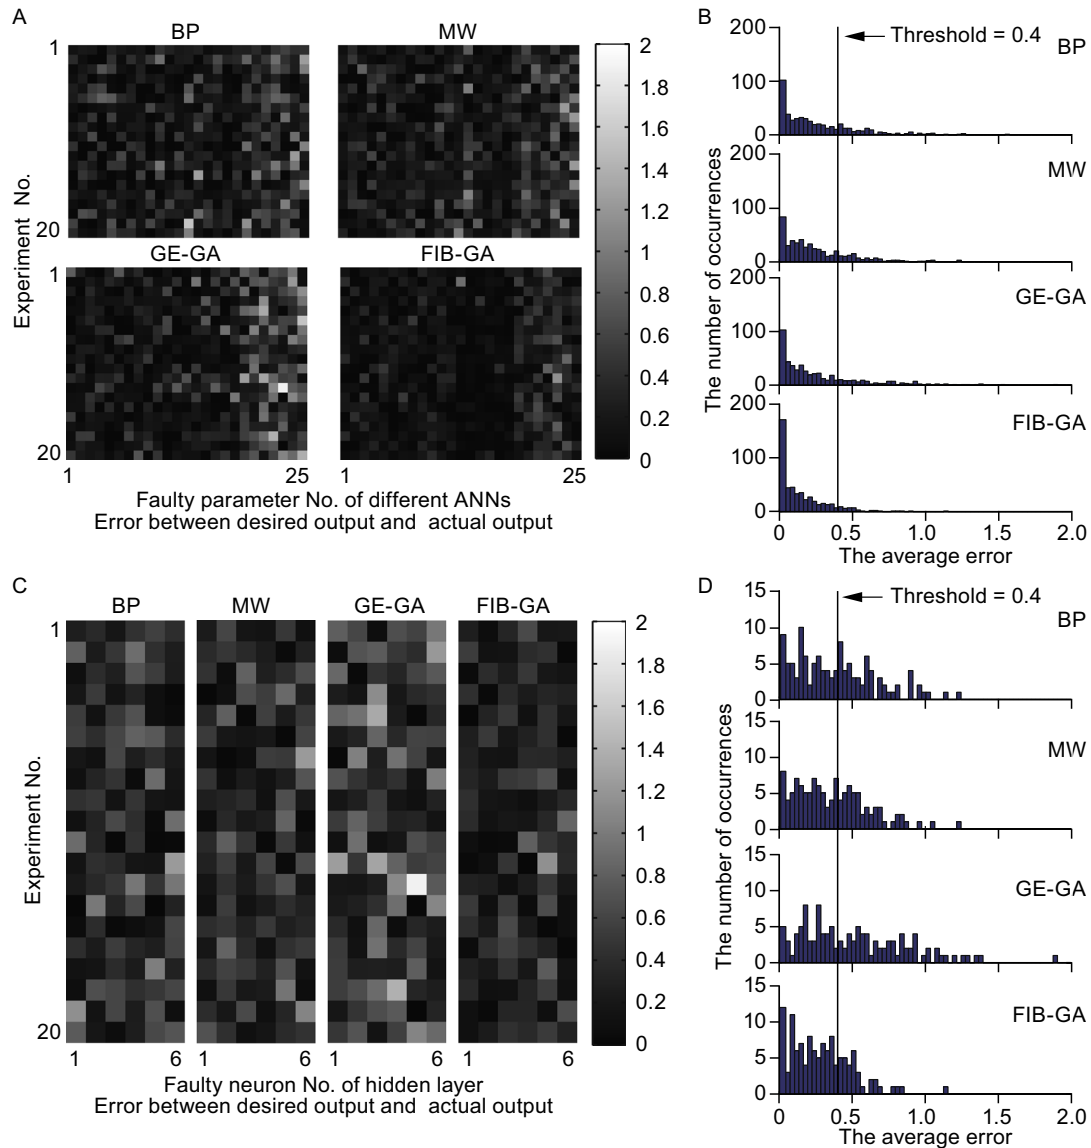 A
BP
MW
1
20
Experiment No.
GE-GA
FIB-GA
1
20
1
25
1
25
Faulty parameter No. of different ANNs
Error between desired output and actual output
2
1.8
1.6
1.4
1.2
1
0.8
0.6
0.4
0.2
0
B
Threshold = 0.4
200
100
0
BP
200
100
0
MW
200
100
0
GE-GA
200
100
0
FIB-GA
The number of occurrences
0
0.5
1.0
1.5
2.0
The average error
C
BP
MW
GE-GA
FIB-GA
1
20
Experiment No.
1
6
1
6
1
6
1
6
Faulty neuron No. of hidden layer
Error between desired output and actual output
2
1.8
1.6
1.4
1.2
1
0.8
0.6
0.4
0.2
0
D
Threshold = 0.4
15
10
5
0
BP
15
10
5
0
MW
15
10
5
0
GE-GA
15
10
5
0
FIB-GA
The number of occurrences
0
0.5
1.0
1.5
2.0
The average error